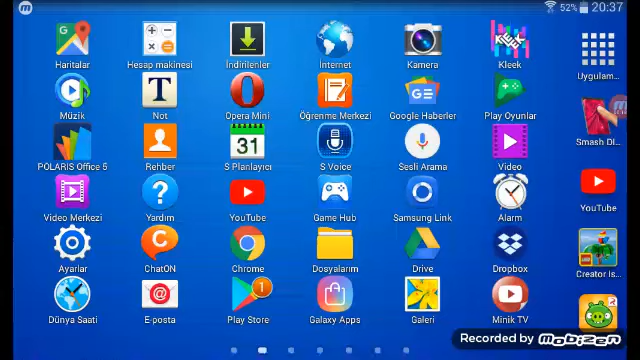 52% 20:37
Haritalar Hesap makinesi İndirilenler İnternet Kamera Kleek Uygulam...
Müzik Not Opera Mini Öğrenme Merkezi Google Haberler Play Oyunlar
Smash Di...
POLARIS Office 5 Rehber S Planlayıcı S Voice Sesli Arama Video
Video Merkezi Yardım YouTube Game Hub Samsung Link Alarm YouTube
Ayarlar ChatON Chrome Dosyalarım Drive Dropbox Creator Is...
Dünya Saati E-posta Play Store Galaxy Apps Galeri Minik TV
Recorded by Mobizen